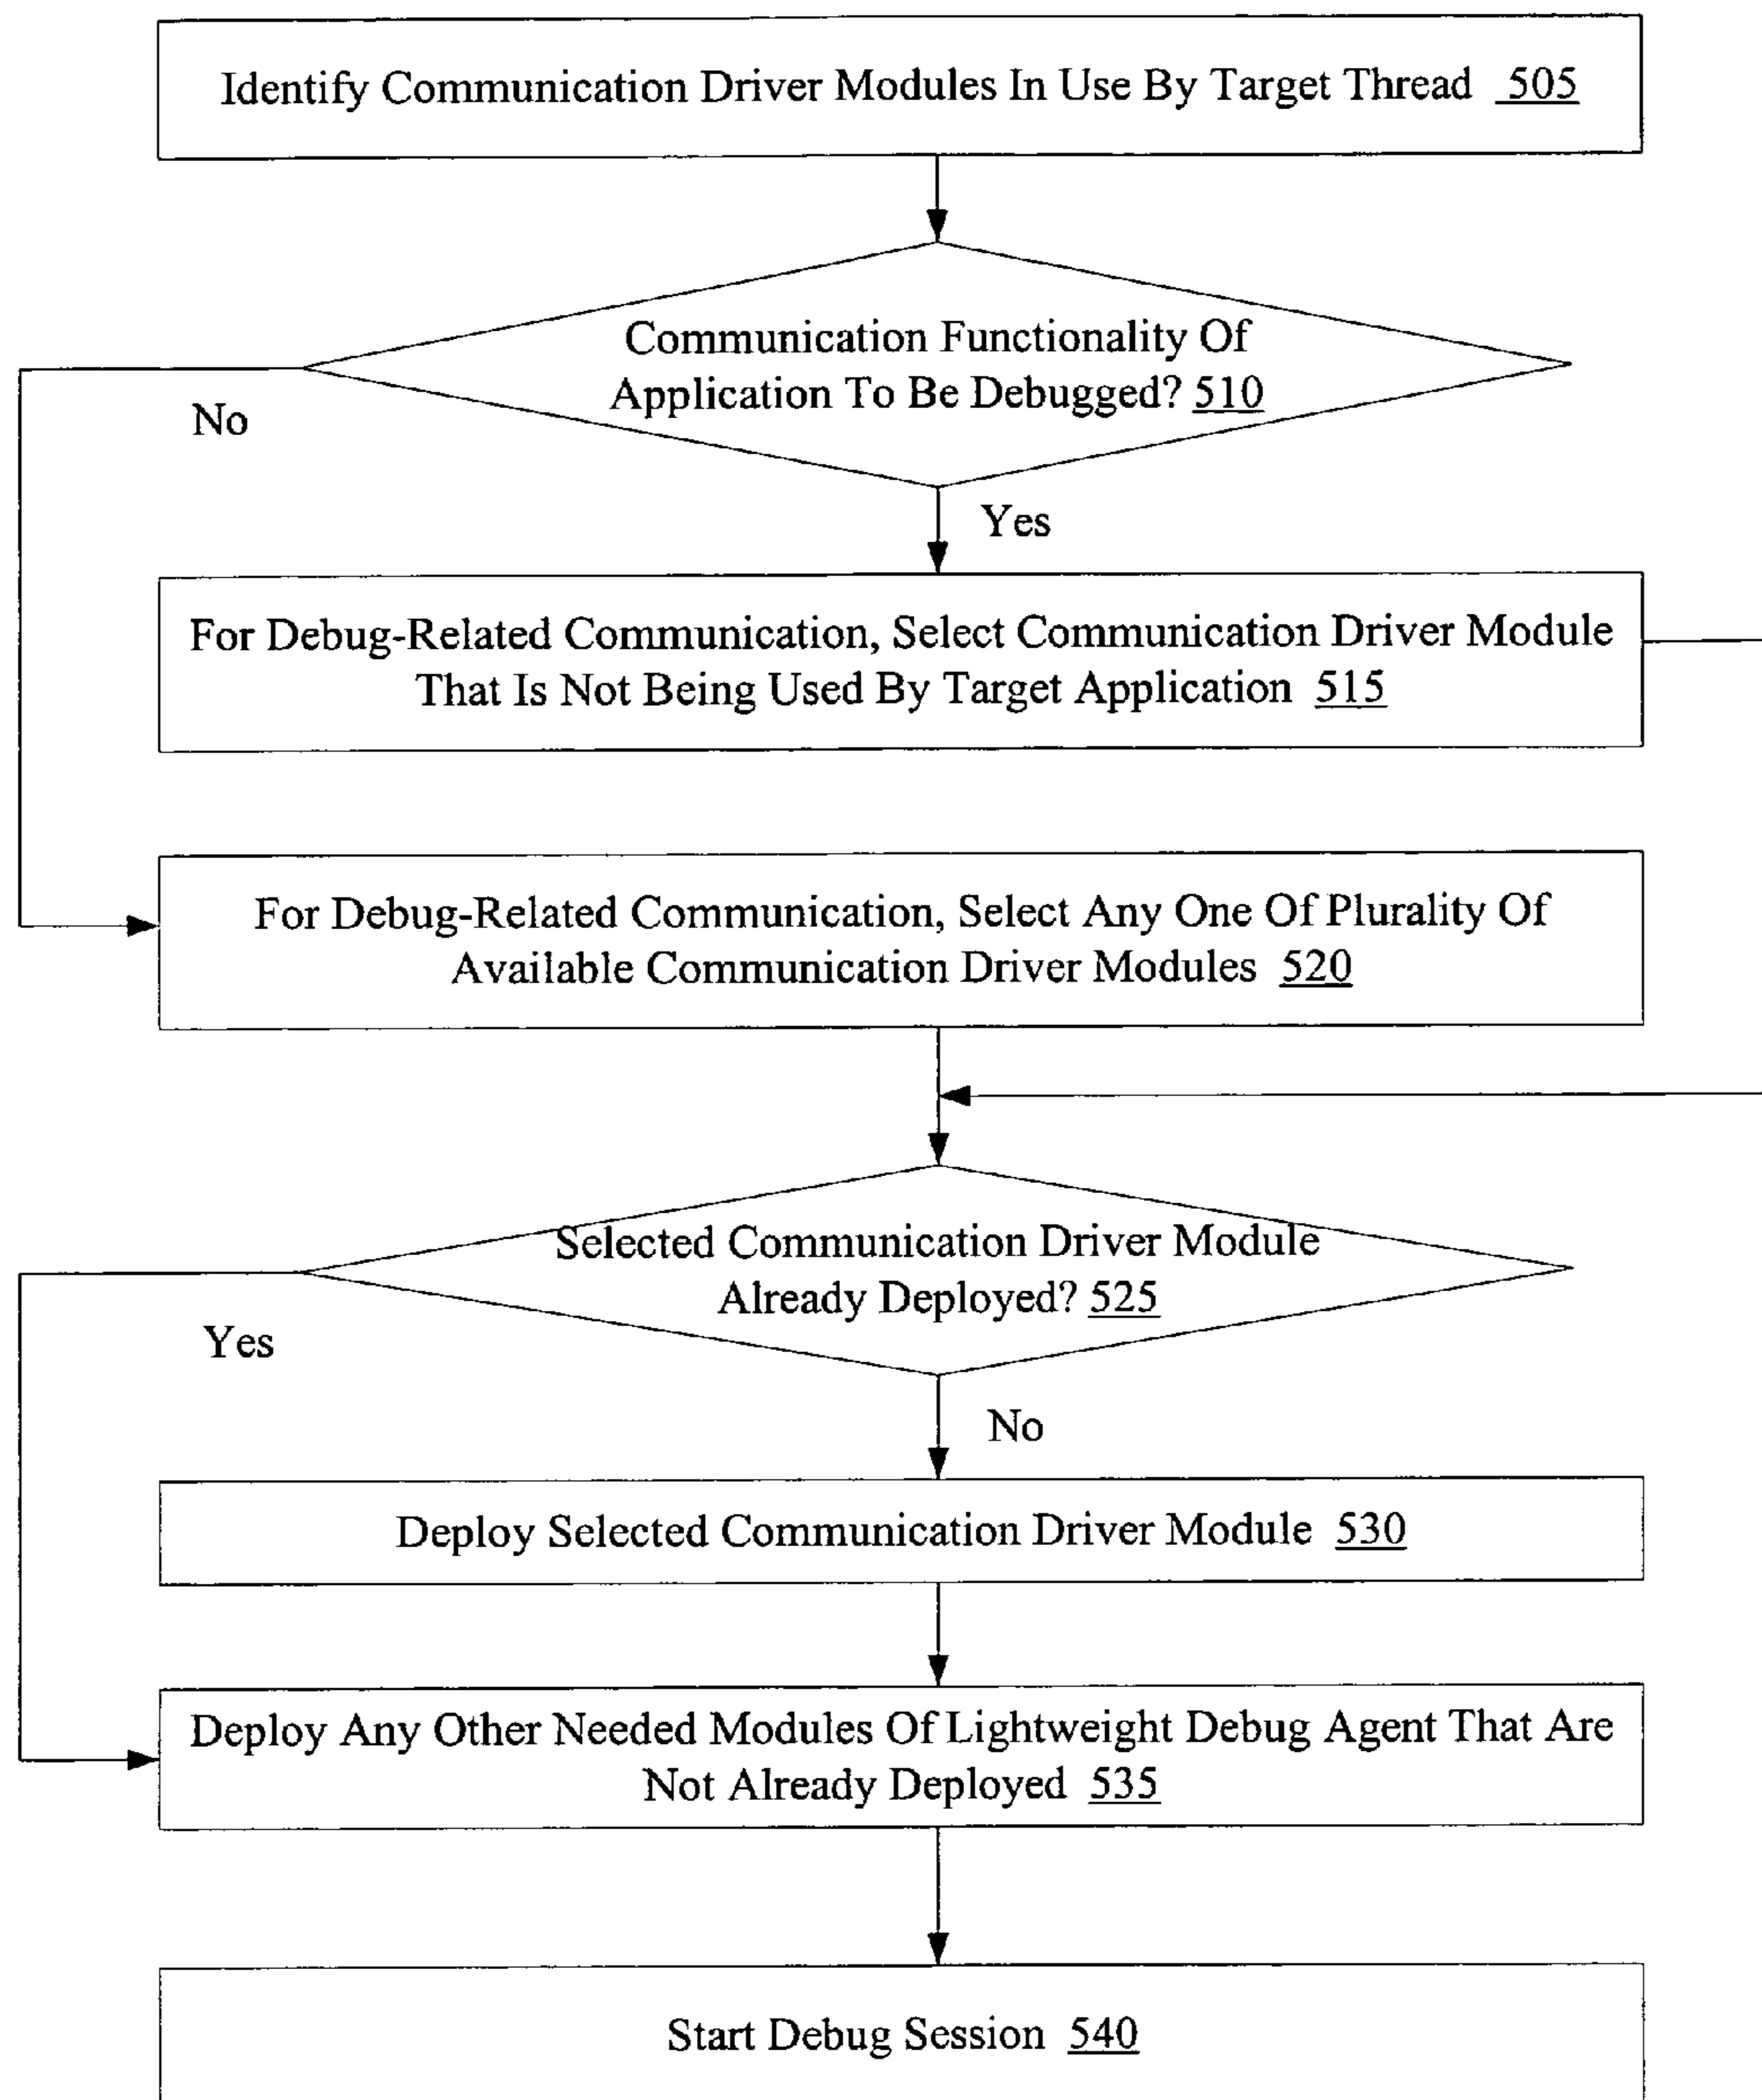 Identify Communication Driver Modules In Use By Target Thread 505
Communication Functionality Of
Application To Be Debugged? 510
No
Yes
For Debug-Related Communication, Select Communication Driver Module
That Is Not Being Used By Target Application 515
For Debug-Related Communication, Select Any One Of Plurality Of
Available Communication Driver Modules 520
Selected Communication Driver Module
Already Deployed? 525
Yes
No
Deploy Selected Communication Driver Module 530
Deploy Any Other Needed Modules Of Lightweight Debug Agent That Are
Not Already Deployed 535
Start Debug Session 540